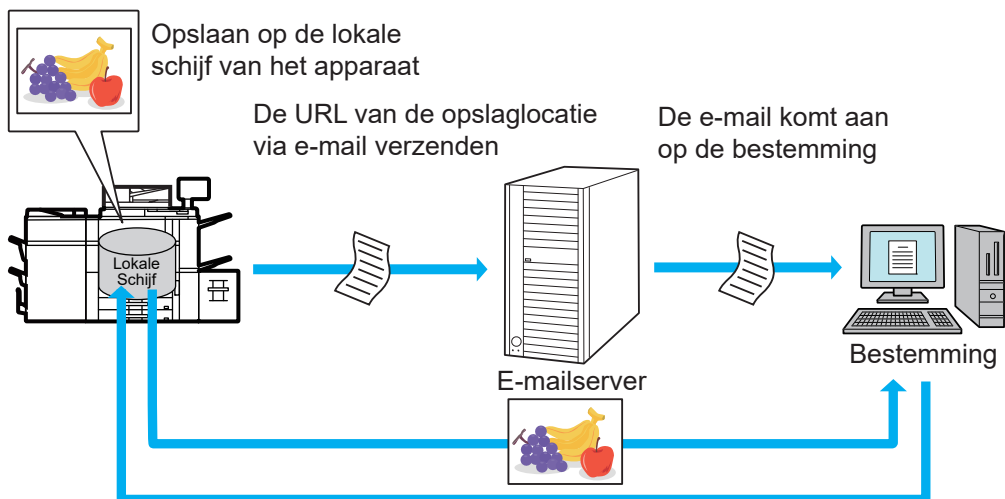 Opslaan op de lokale
schijf van het apparaat
De URL van de opslaglocatie
via e-mail verzenden
De e-mail komt aan
op de bestemming
Lokale
Schijf
E-mailserver
Bestemming